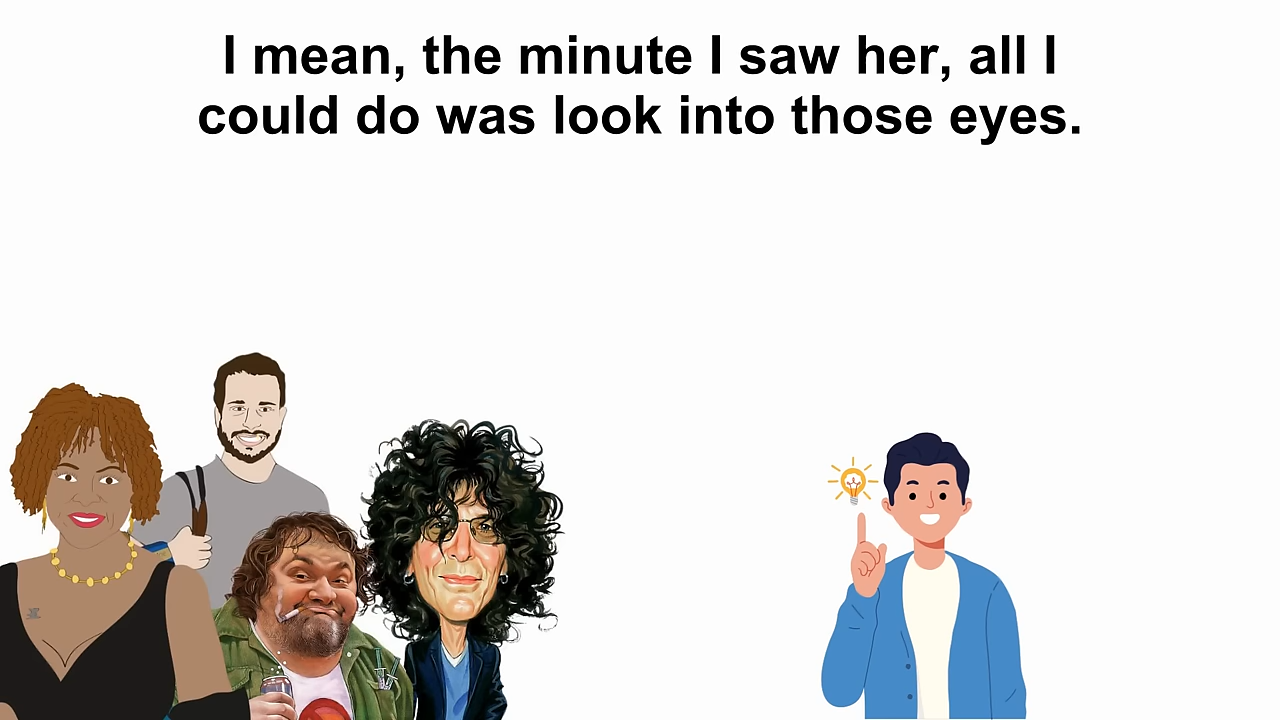 I mean, the minute I saw her, all I
could do was look into those eyes.